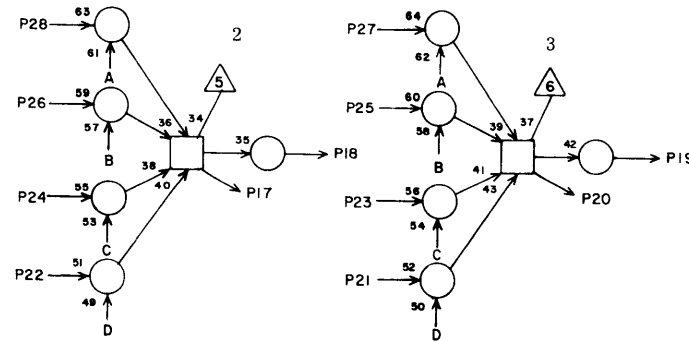 P28 63 2
61 5
A
P26 59 36 34
57 35 P18
B
38 P17
P24 55 40
53
C
P22 51
49
D
P27 64 3
62 6
A
P25 60 39 37
58 42 P19
B
41 P20
P23 56 43
54
C
P21 52
50
D